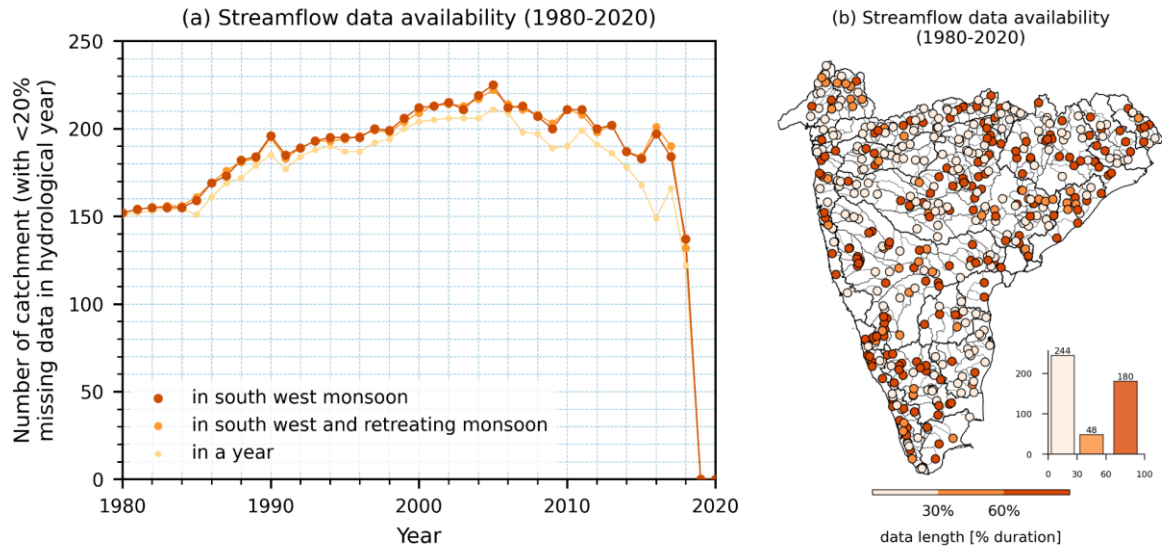 (a) Streamflow data availability (1980-2020)
Number of catchment (with <20%
missing data in hydrological year)
250
200
150
100
50
0
1980
1990
2000
2010
2020
Year
in south west monsoon
in south west and retreating monsoon
in a year
(b) Streamflow data availability
(1980-2020)
244
48
180
200
100
0
0 30 60 100
30% 60%
data length [% duration]